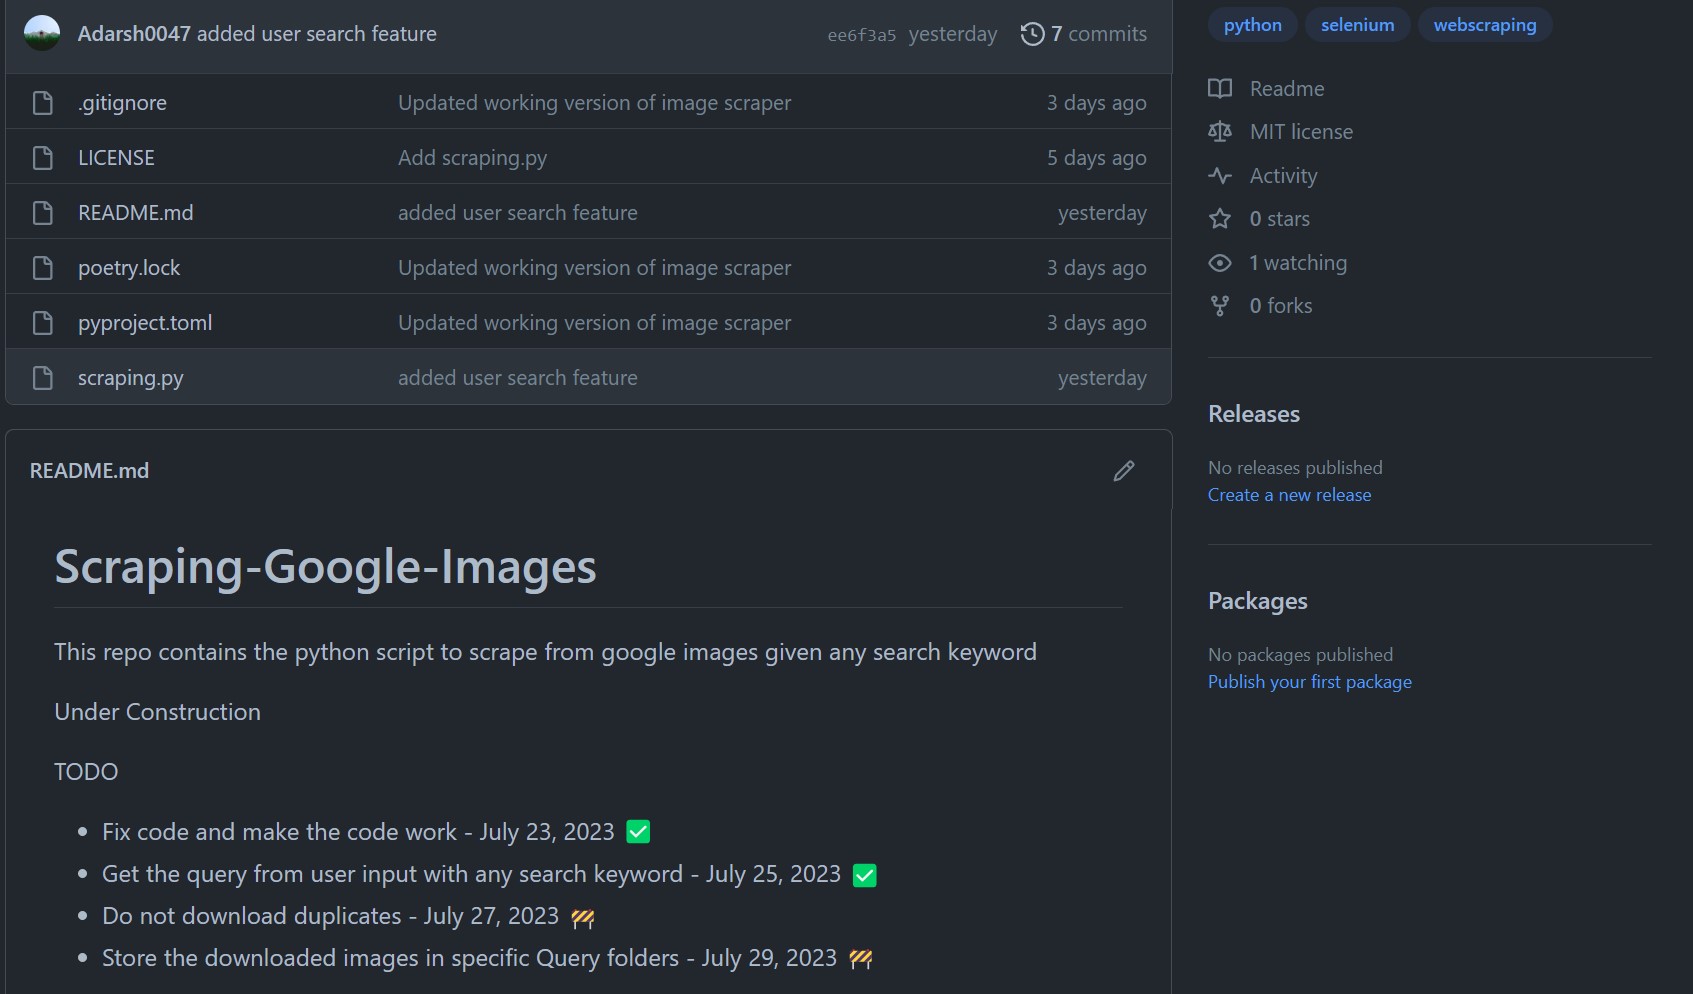 Adarsh0047 added user search feature ee6f3a5 yesterday 7 commits
.gitignore Updated working version of image scraper 3 days ago
LICENSE Add scraping.py 5 days ago
README.md added user search feature yesterday
poetry.lock Updated working version of image scraper 3 days ago
pyproject.toml Updated working version of image scraper 3 days ago
scraping.py added user search feature yesterday
README.md
Scraping-Google-Images
This repo contains the python script to scrape from google images given any search keyword
Under Construction
TODO
Fix code and make the code work - July 23, 2023
Get the query from user input with any search keyword - July 25, 2023
Do not download duplicates - July 27, 2023
Store the downloaded images in specific Query folders - July 29, 2023
python selenium webscraping
Readme
MIT license
Activity
0 stars
1 watching
0 forks
Releases
No releases published
Create a new release
Packages
No packages published
Publish your first package